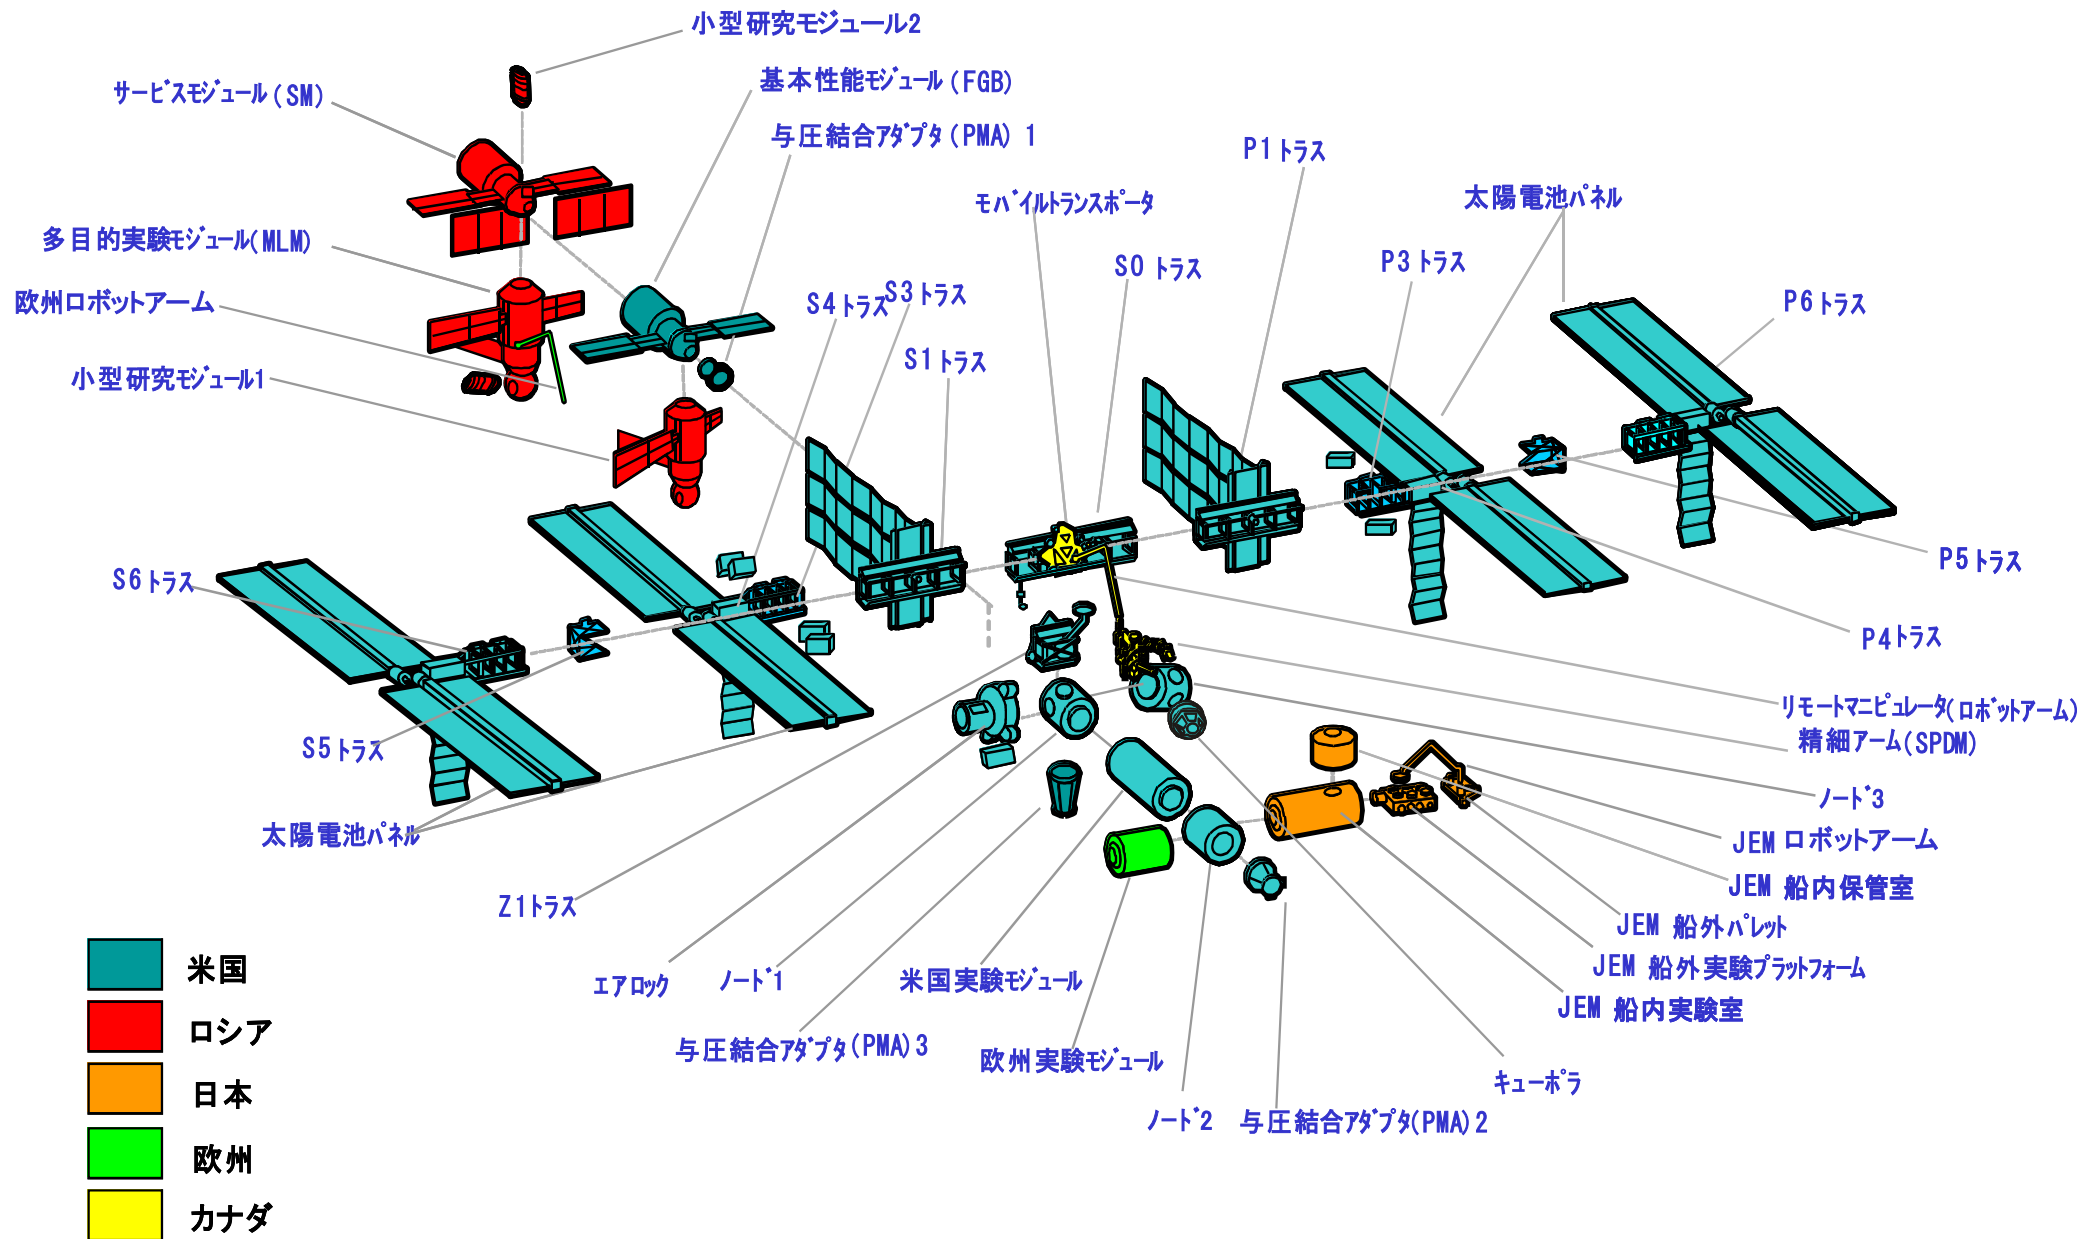 小型研究モジュール2
サービスモジュール(SM)
基本性能モジュール(FGB)
与圧結合アダプタ(PMA) 1
P1トラス
モバイルトランスポータ
太陽電池パネル
多目的実験モジュール(MLM)
S0 トラス
P3トラス
欧州ロボットアーム
S4トラス
S3トラス
P6トラス
S1トラス
小型研究モジュール1
S6トラス
P5トラス
P4トラス
S5トラス
リモートマニピュレータ(ロボットアーム)
精細アーム(SPDM)
ノード3
太陽電池パネル
JEM ロボットアーム
JEM 船内保管室
Z1トラス
JEM 船外パレット
JEM 船外実験プラットフォーム
エアロック
ノード1
米国実験モジュール
JEM 船内実験室
与圧結合アダプタ(PMA)3
欧州実験モジュール
キューポラ
ノード2
与圧結合アダプタ(PMA)2
米国
ロシア
日本
欧州
カナダ